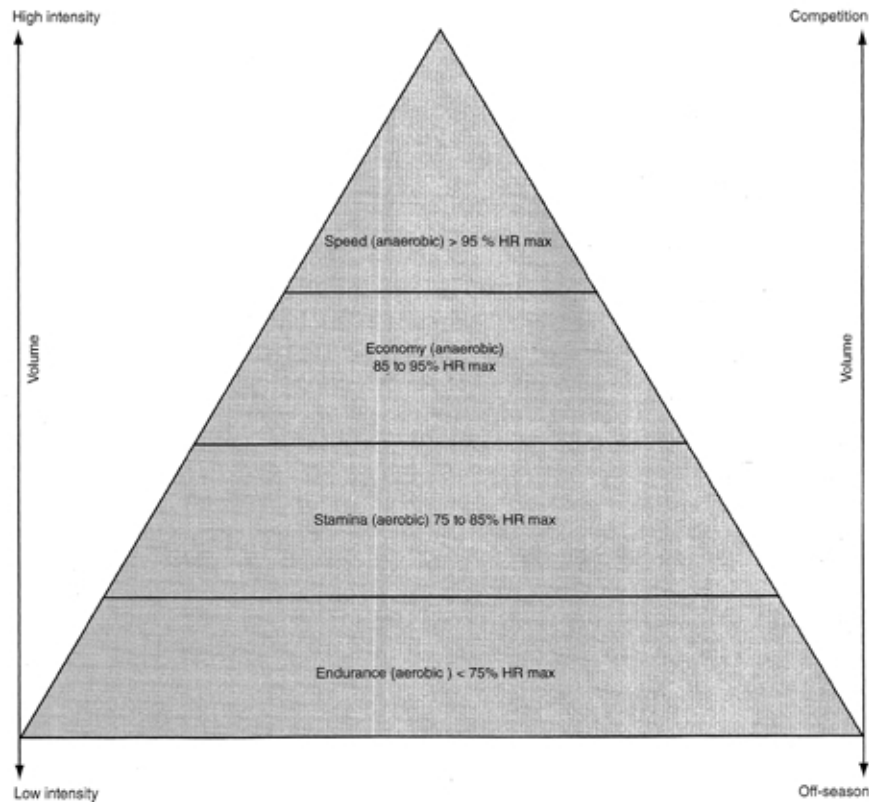 High intensity
Competition
Speed (anaerobic) > 95 % HR max
Economy (anaerobic)
85 to 95% HR max
Volume
Volume
Stamina (aerobic) 75 to 85% HR max
Endurance (aerobic ) < 75% HR max
Low intensity
Off-season